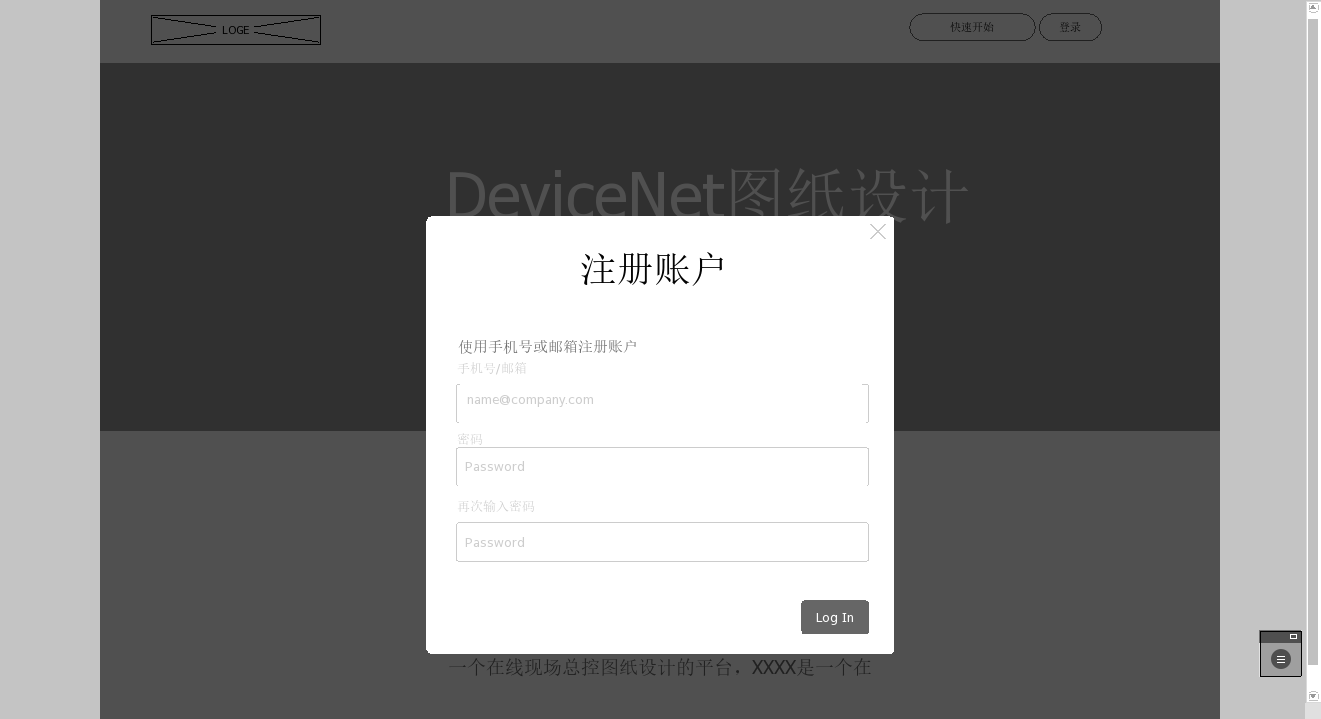 LOGE
快速开始
登录
DeviceNet图纸设计
注册账户
使用手机号或邮箱注册账户
手机号/邮箱
name@company.com
密码
Password
再次输入密码
Password
Log In
一个在线现场总控图纸设计的平台，XXXX是一个在